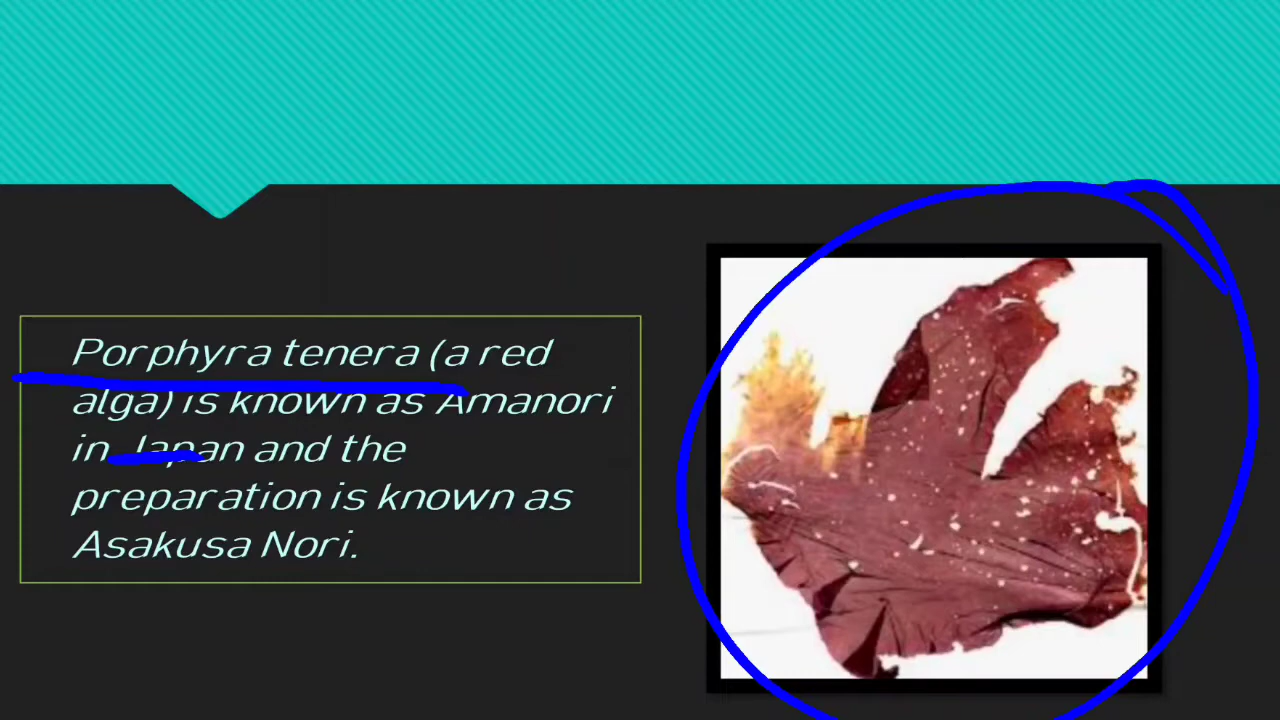 Porphyra tenera (a red
alga) is known as Amanori
in Japan and the
preparation is known as
Asakusa Nori.